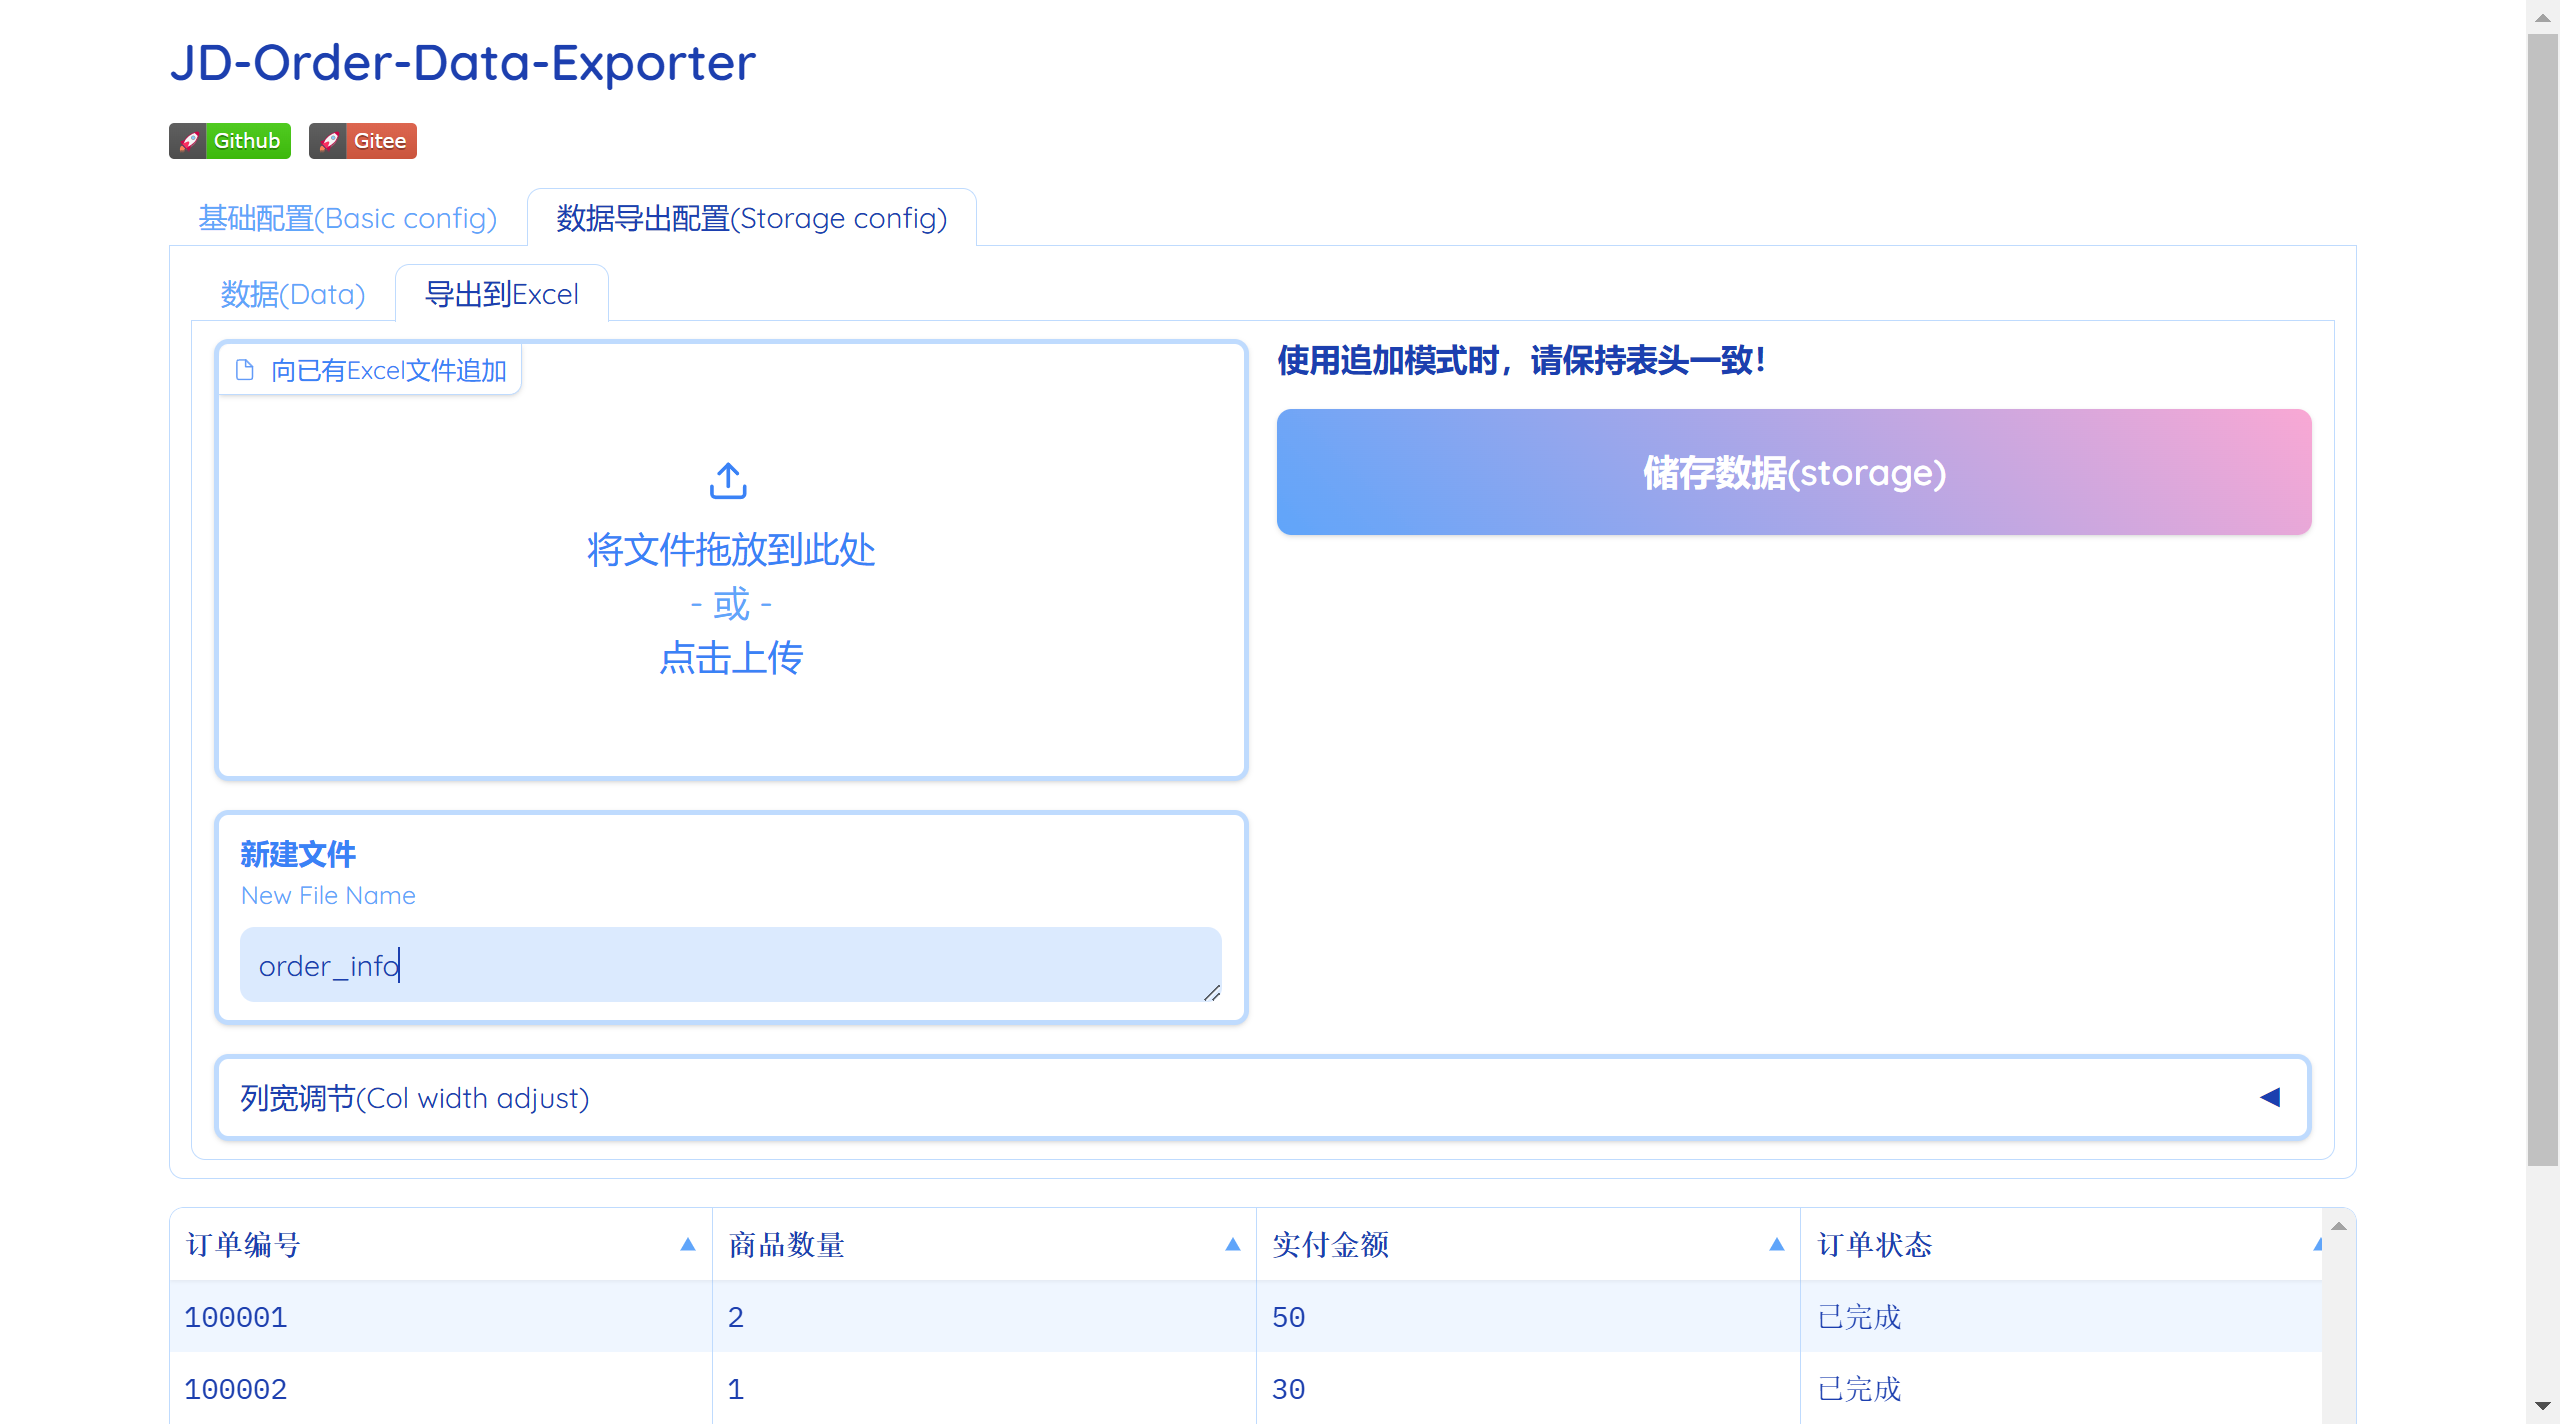 JD-Order-Data-Exporter
Github Gitee
基础配置(Basic config) 数据导出配置(Storage config)
数据(Data) 导出到Excel
向已有Excel文件追加
将文件拖放到此处
- 或 -
点击上传
使用追加模式时，请保持表头一致！
储存数据(storage)
新建文件
New File Name
order_info
列宽调节(Col width adjust)
订单编号 商品数量 实付金额 订单状态
100001 2 50 已完成
100002 1 30 已完成